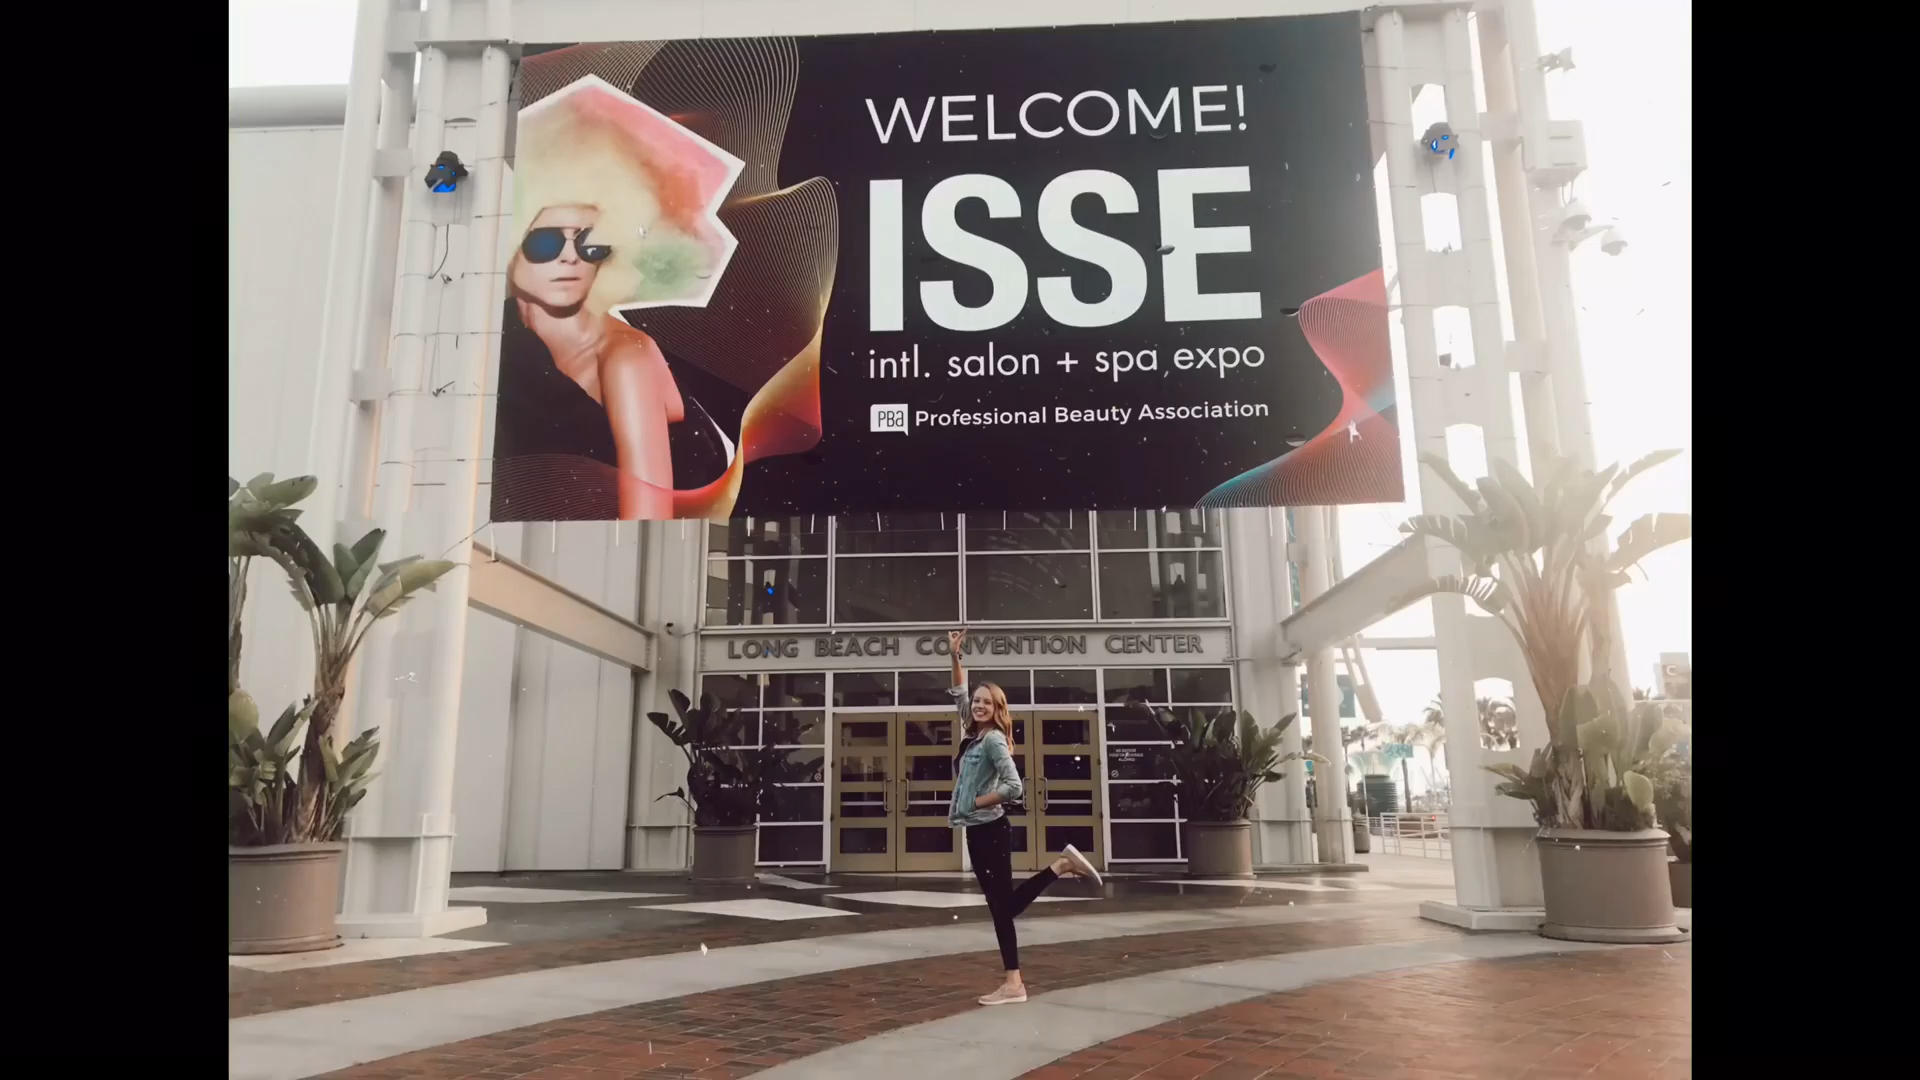 WELCOME!
ISSE
intl. salon + spa expo
PBa Professional Beauty Association
LONG BEACH CONVENTION CENTER